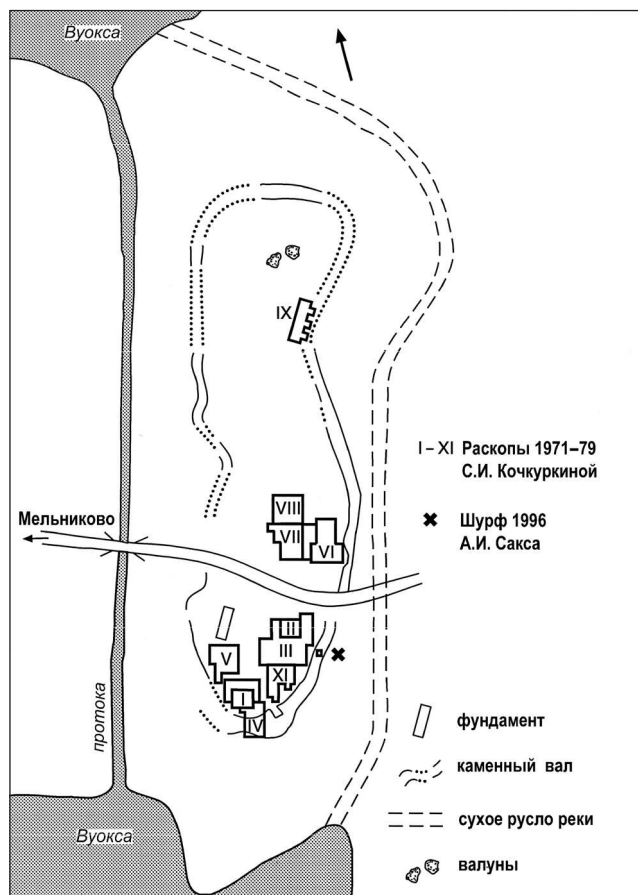 Вуокса
IX
I – XI Раскопы 1971–79
С.И. Кочкуркиной
VIII
Мельниково
VII
VI
Шурф 1996
А.И. Сакса
II
III
V
XI
I
IV
протока
фундамент
каменный вал
сухое русло реки
Вуокса
валуны